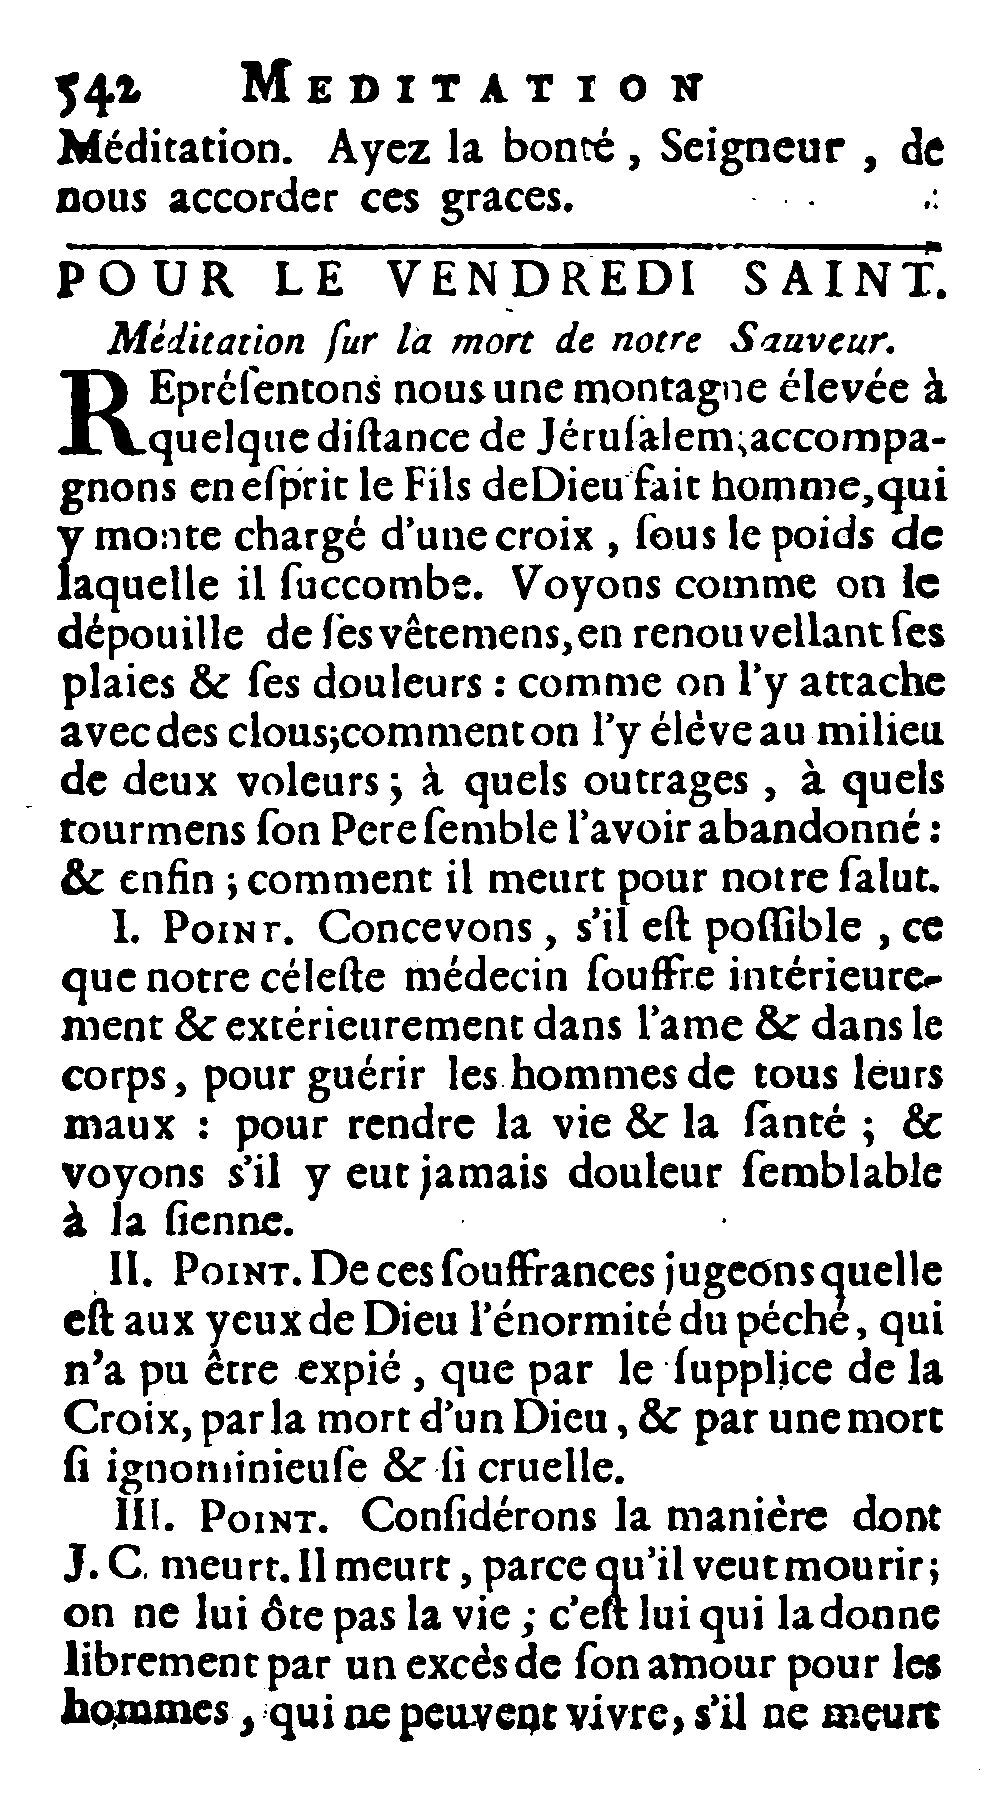 542 MEDITATION
Méditation. Ayez la bonté, Seigneur, de
nous accorder ces graces.
POUR LE VENDREDI SAINT.
Méditation ſur la mort de notre Sauveur.
REpréſentons nous une montagne élevée à
quelque diſtance de Jéruſalem; accompa-
gnons en eſprit le Fils de Dieu fait homme, qui
y monte chargé d'une croix, ſous le poids de
laquelle il ſuccombe. Voyons comme on le
dépouille de ſes vêtemens, en renouvellant ſes
plaies & ſes douleurs : comme on l'y attache
avec des clous; comment on l'y élève au milieu
de deux voleurs; à quels outrages, à quels
tourmens ſon Pere ſemble l'avoir abandonné :
& enfin ; comment il meurt pour notre ſalut.
I. POINT. Concevons, s'il eſt poſſible, ce
que notre céleſte médecin ſouffre intérieure-
ment & extérieurement dans l'ame & dans le
corps, pour guérir les hommes de tous leurs
maux : pour rendre la vie & la ſanté ; &
voyons s'il y eut jamais douleur ſemblable
à la ſienne.
II. POINT. De ces ſouffrances jugeons quelle
eſt aux yeux de Dieu l'énormité du péché, qui
n'a pu être expié, que par le ſupplice de la
Croix, par la mort d'un Dieu, & par une mort
ſi ignominieuſe & ſi cruelle.
III. POINT. Conſidérons la manière dont
J. C. meurt. Il meurt, parce qu'il veut mourir;
on ne lui ôte pas la vie ; c'eſt lui qui la donne
librement par un excès de ſon amour pour les
hommes, qui ne peuvent vivre, s'il ne meurt